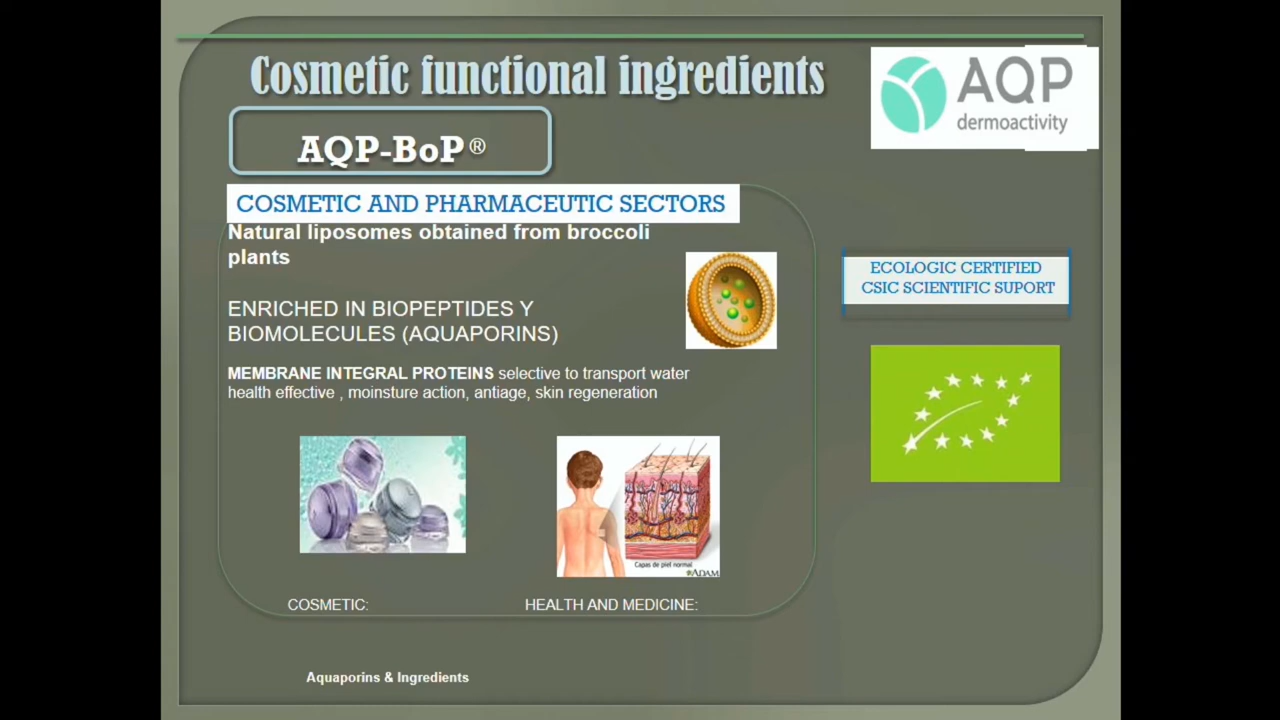 Cosmetic functional ingredients
AQP
dermoactivity
AQP-BoP®
COSMETIC AND PHARMACEUTIC SECTORS
Natural liposomes obtained from broccoli
plants
ECOLOGIC CERTIFIED
CSIC SCIENTIFIC SUPORT
ENRICHED IN BIOPEPTIDES Y
BIOMOLECULES (AQUAPORINS)
MEMBRANE INTEGRAL PROTEINS selective to transport water
health effective , moinsture action, antiage, skin regeneration
Capas de piel normal
ADAM
COSMETIC:
HEALTH AND MEDICINE:
Aquaporins & Ingredients